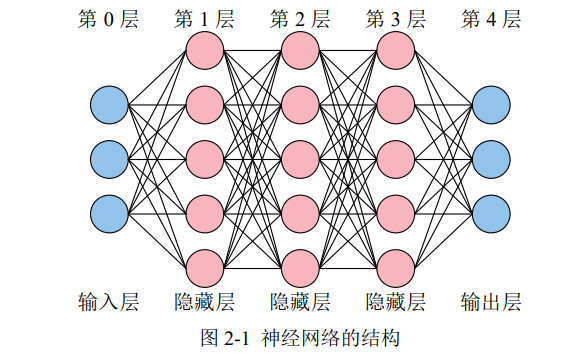 第 0 层 第 1 层 第 2 层 第 3 层 第 4 层
输入层 隐藏层 隐藏层 隐藏层 输出层
图 2-1 神经网络的结构